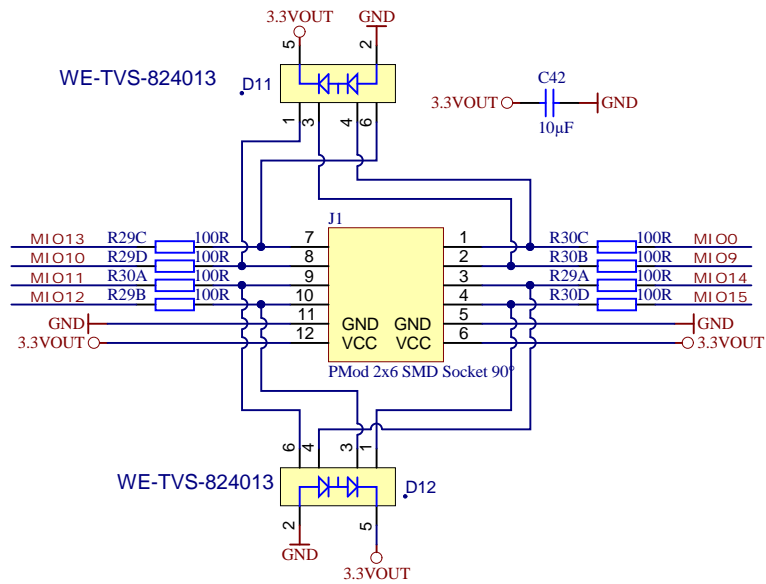 3.3VOUT GND
5 2
WE-TVS-824013
D11
1 3 4 6
C42
3.3VOUT GND
10µF
J1
MIO13 R29C 100R 7 1 R30C 100R MIO0
MIO10 R29D 100R 8 2 R30B 100R MIO9
MIO11 R30A 100R 9 3 R29A 100R MIO14
MIO12 R29B 100R 10 4 R30D 100R MIO15
GND 11 GND GND 5 GND
3.3VOUT 12 VCC VCC 6 3.3VOUT
PMod 2x6 SMD Socket 90°
6 4 3 1
WE-TVS-824013
D12
2 5
GND
3.3VOUT